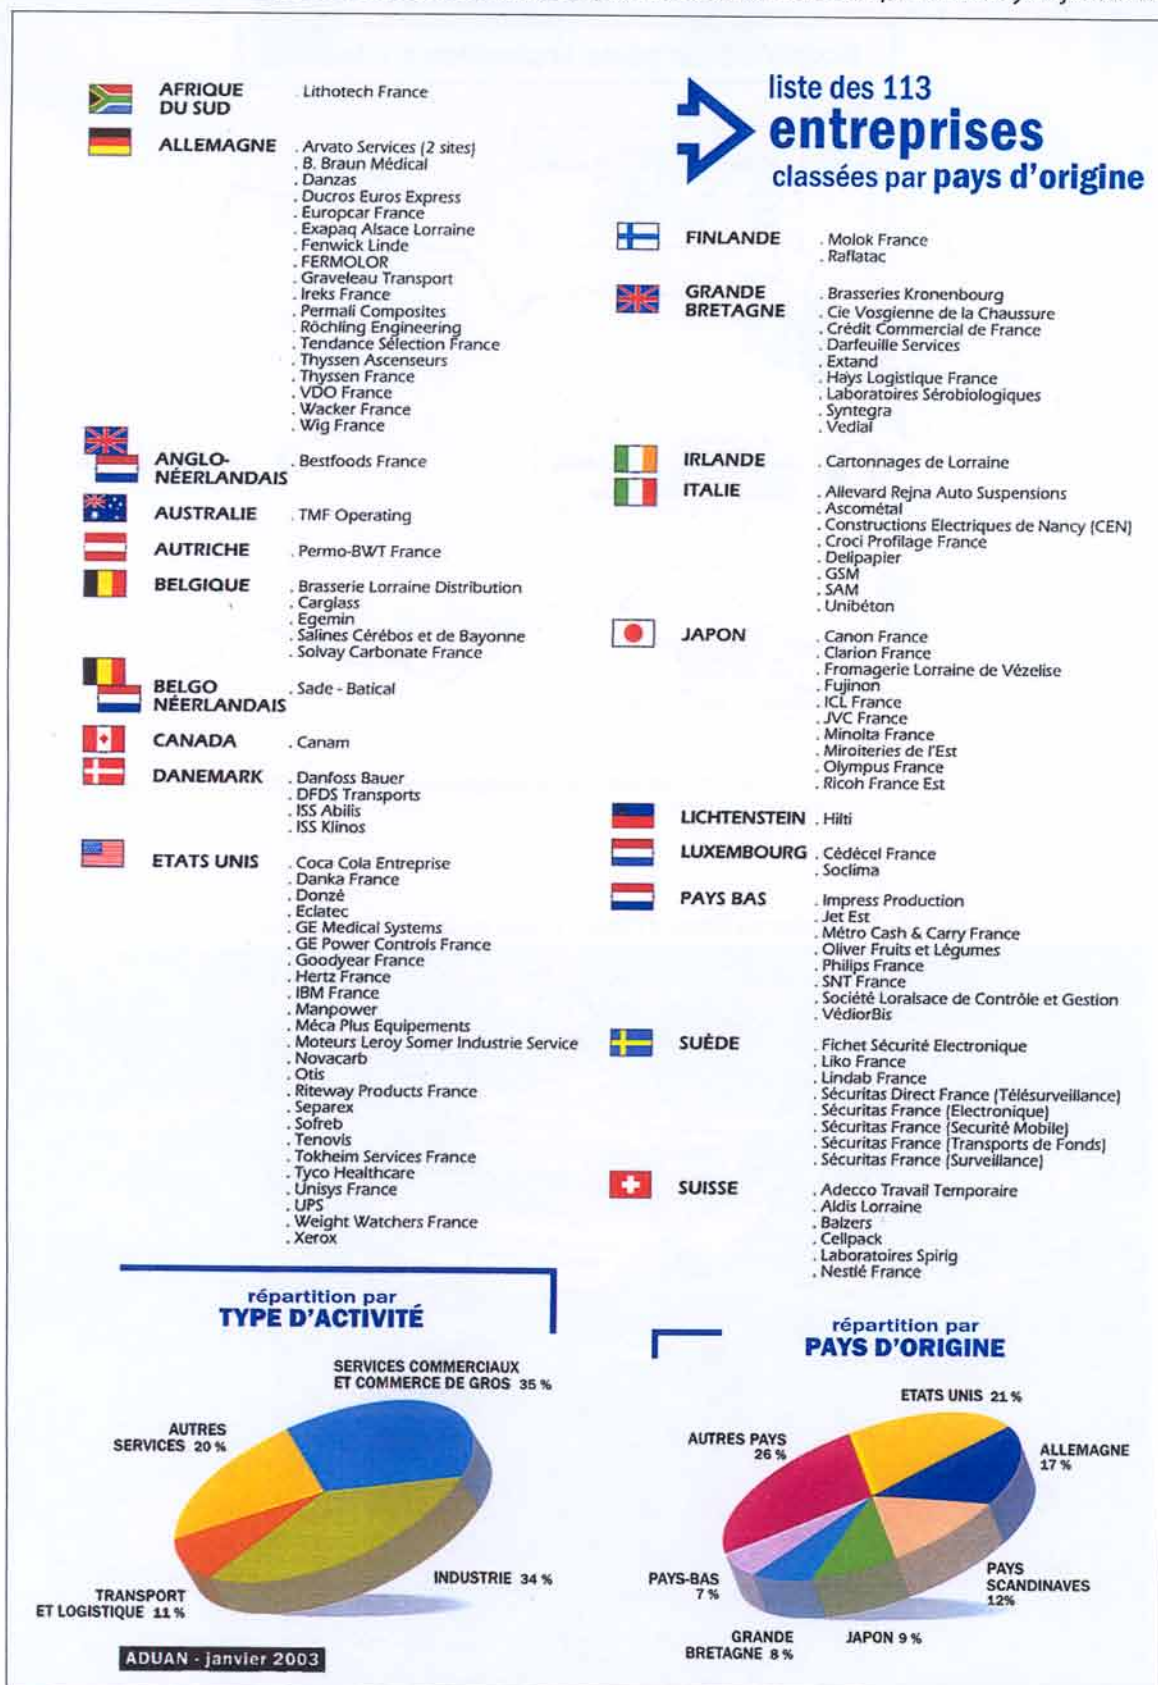 AFRIQUE
DU SUD
. Lithotech France
ALLEMAGNE
. Arvato Services (2 sites)
. B. Braun Médical
. Danzas
. Ducros Euros Express
. Europcar France
. Exapaq Alsace Lorraine
. Fenwick Linde
. FERMOLOR
. Graveleau Transport
. Ireks France
. Permali Composites
. Röchling Engineering
. Tendance Sélection France
. Thyssen Ascenseurs
. Thyssen France
. VDO France
. Wacker France
. Wig France
ANGLO-
NÉERLANDAIS
. Bestfoods France
AUSTRALIE
. TMF Operating
AUTRICHE
. Permo-BWT France
BELGIQUE
. Brasserie Lorraine Distribution
. Carglass
. Egemin
. Salines Cérébos et de Bayonne
. Solvay Carbonate France
BELGO
NÉERLANDAIS
. Sade - Batical
CANADA
. Canam
DANEMARK
. Danfoss Bauer
. DFDS Transports
. ISS Abilis
. ISS Klinos
ETATS UNIS
. Coca Cola Entreprise
. Danka France
. Donzé
. Eclatec
. GE Medical Systems
. GE Power Controls France
. Goodyear France
. Hertz France
. IBM France
. Manpower
. Méca Plus Equipements
. Moteurs Leroy Somer Industrie Service
. Novacarb
. Otis
. Riteway Products France
. Separex
. Sofreb
. Tenovis
. Tokheim Services France
. Tyco Healthcare
. Unisys France
. UPS
. Weight Watchers France
. Xerox
liste des 113
entreprises
classées par pays d'origine
FINLANDE
. Molok France
. Raflatac
GRANDE
BRETAGNE
. Brasseries Kronenbourg
. Cie Vosgienne de la Chaussure
. Crédit Commercial de France
. Darfeuille Services
. Extand
. Hays Logistique France
. Laboratoires Sérobiologiques
. Syntegra
. Vedial
IRLANDE
. Cartonnages de Lorraine
ITALIE
. Allevard Rejna Auto Suspensions
. Ascométal
. Constructions Electriques de Nancy (CEN)
. Croci Profilage France
. Delipapier
. GSM
. SAM
. Unibéton
JAPON
. Canon France
. Clarion France
. Fromagerie Lorraine de Vézelise
. Fujinon
. ICL France
. JVC France
. Minolta France
. Miroiteries de l'Est
. Olympus France
. Ricoh France Est
LICHTENSTEIN
. Hilti
LUXEMBOURG
. Cédécel France
. Soclima
PAYS BAS
. Impress Production
. Jet Est
. Métro Cash & Carry France
. Oliver Fruits et Légumes
. Philips France
. SNT France
. Société Loralsace de Contrôle et Gestion
. VédiorBis
SUÉDE
. Fichet Sécurité Electronique
. Liko France
. Lindab France
. Sécuritas Direct France (Télésurveillance)
. Sécuritas France (Electronique)
. Sécuritas France (Securité Mobile)
. Sécuritas France (Transports de Fonds)
. Sécuritas France (Surveillance)
SUISSE
. Adecco Travail Temporaire
. Aldis Lorraine
. Balzers
. Cellpack
. Laboratoires Spirig
. Nestlé France
répartition par
TYPE D'ACTIVITÉ
SERVICES COMMERCIAUX
ET COMMERCE DE GROS 35 %
AUTRES
SERVICES 20 %
INDUSTRIE 34 %
TRANSPORT
ET LOGISTIQUE 11 %
ADUAN - janvier 2003
répartition par
PAYS D'ORIGINE
ETATS UNIS 21 %
AUTRES PAYS
26 %
ALLEMAGNE
17 %
PAYS-BAS
7 %
PAYS
SCANDINAVES
12%
GRANDE
BRETAGNE 8 %
JAPON 9 %